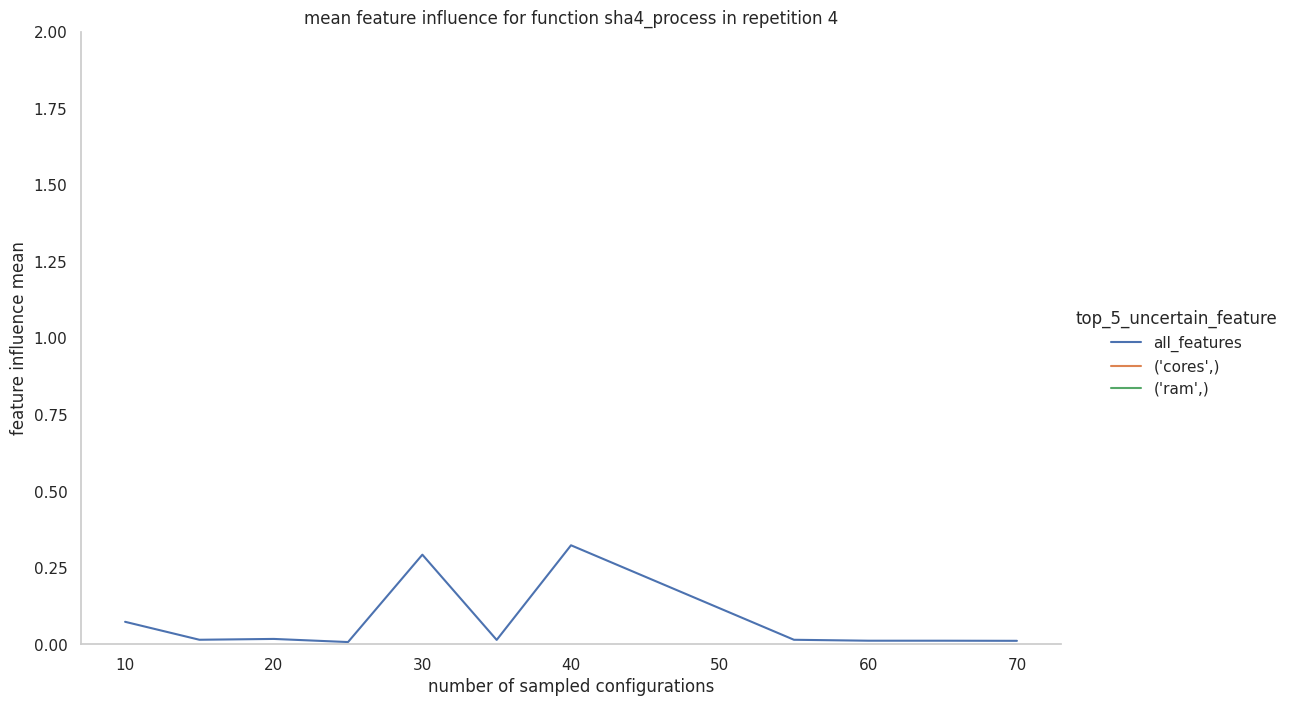 mean feature influence for function sha4_process in repetition 4
2.00
1.75
1.50
1.25
1.00
0.75
0.50
0.25
0.00
feature influence mean
10 20 30 40 50 60 70
number of sampled configurations
top_5_uncertain_feature
all_features
('cores',)
('ram',)